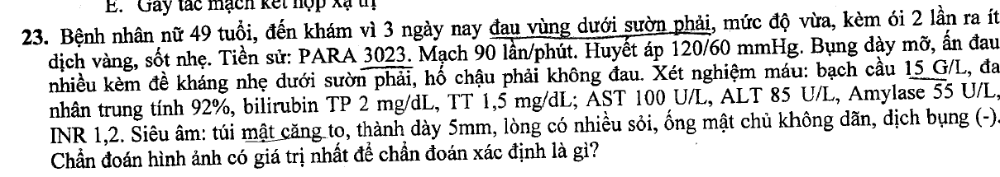 E. Gây tắc mạch kết hợp xạ trị
23. Bệnh nhân nữ 49 tuổi, đến khám vì 3 ngày nay đau vùng dưới sườn phải, mức độ vừa, kèm ói 2 lần ra ít
dịch vàng, sốt nhẹ. Tiền sử: PARA 3023. Mạch 90 lần/phút. Huyết áp 120/60 mmHg. Bụng dày mỡ, ấn đau
nhiều kèm đề kháng nhẹ dưới sườn phải, hố chậu phải không đau. Xét nghiệm máu: bạch cầu 15 G/L, đa
nhân trung tính 92%, bilirubin TP 2 mg/dL, TT 1,5 mg/dL; AST 100 U/L, ALT 85 U/L, Amylase 55 U/L,
INR 1,2. Siêu âm: túi mật căng to, thành dày 5mm, lòng có nhiều sỏi, ống mật chủ không dãn, dịch bụng (-).
Chẩn đoán hình ảnh có giá trị nhất để chẩn đoán xác định là gì?